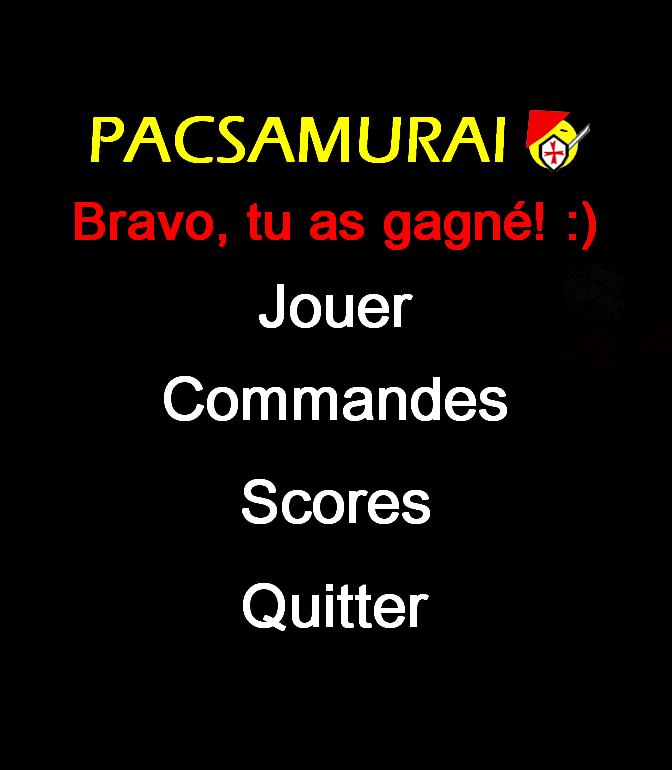 PACSAMURAI
Bravo, tu as gagné! :)
Jouer
Commandes
Scores
Quitter